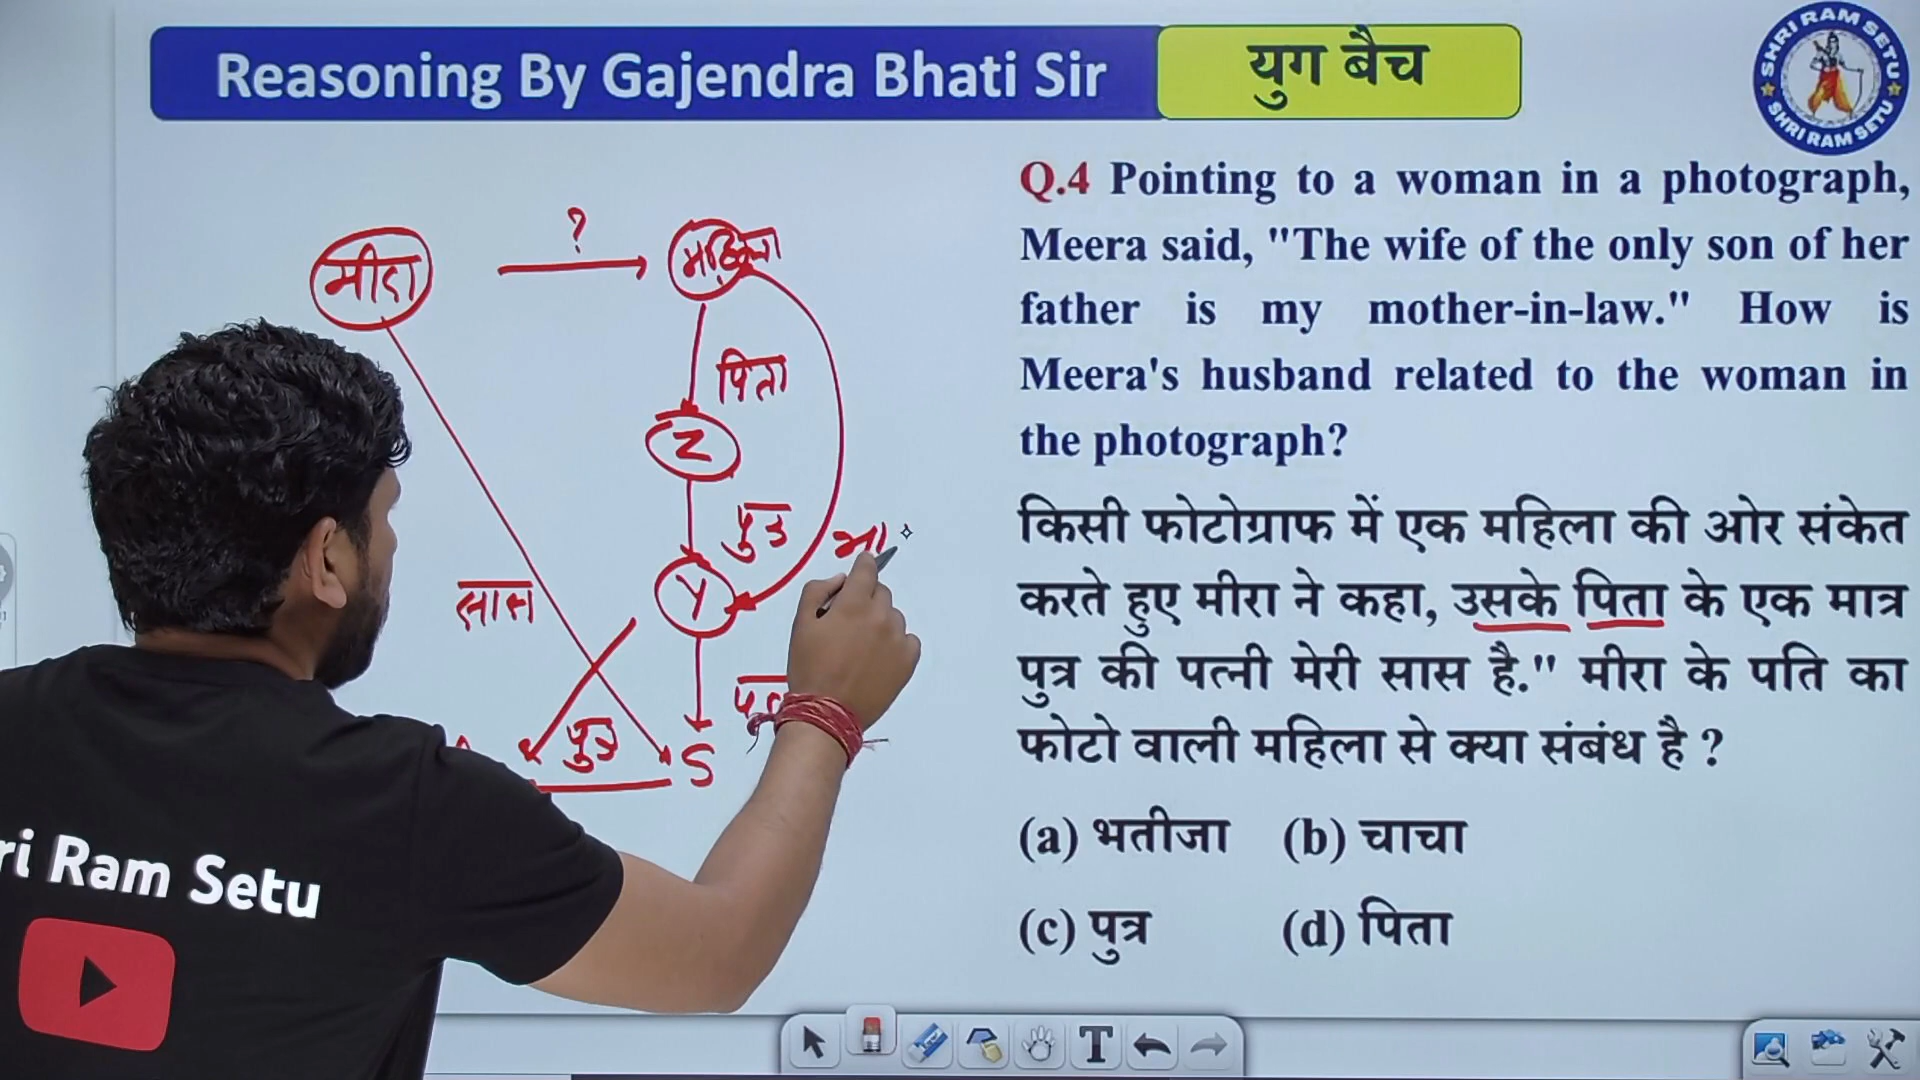 Reasoning By Gajendra Bhati Sir
युग बैच
SHRI RAM SETU
SHRI RAM SETU
Q.4 Pointing to a woman in a photograph,
Meera said, "The wife of the only son of her
father is my mother-in-law." How is
Meera's husband related to the woman in
the photograph?
किसी फोटोग्राफ में एक महिला की ओर संकेत
करते हुए मीरा ने कहा, उसके पिता के एक मात्र
पुत्र की पत्नी मेरी सास है." मीरा के पति का
फोटो वाली महिला से क्या संबंध है ?
(a) भतीजा (b) चाचा
(c) पुत्र (d) पिता
?
मीरा
महिला
पिता
Z
पुत्र
Y
सास
पुत्र
S
ri Ram Setu
T